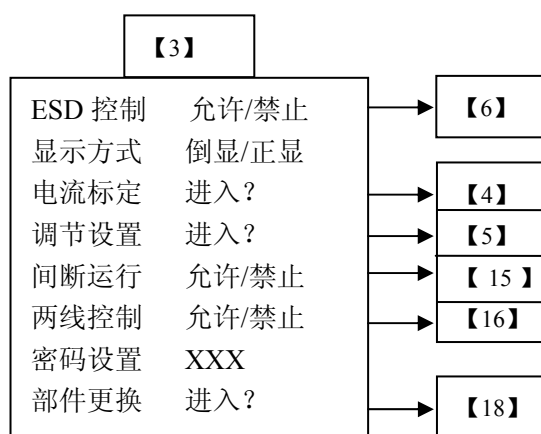 【3】
ESD 控制 允许/禁止 【6】
显示方式 倒显/正显
电流标定 进入？ 【4】
调节设置 进入？ 【5】
间断运行 允许/禁止 【 15 】
两线控制 允许/禁止 【16】
密码设置 XXX
部件更换 进入？ 【18】